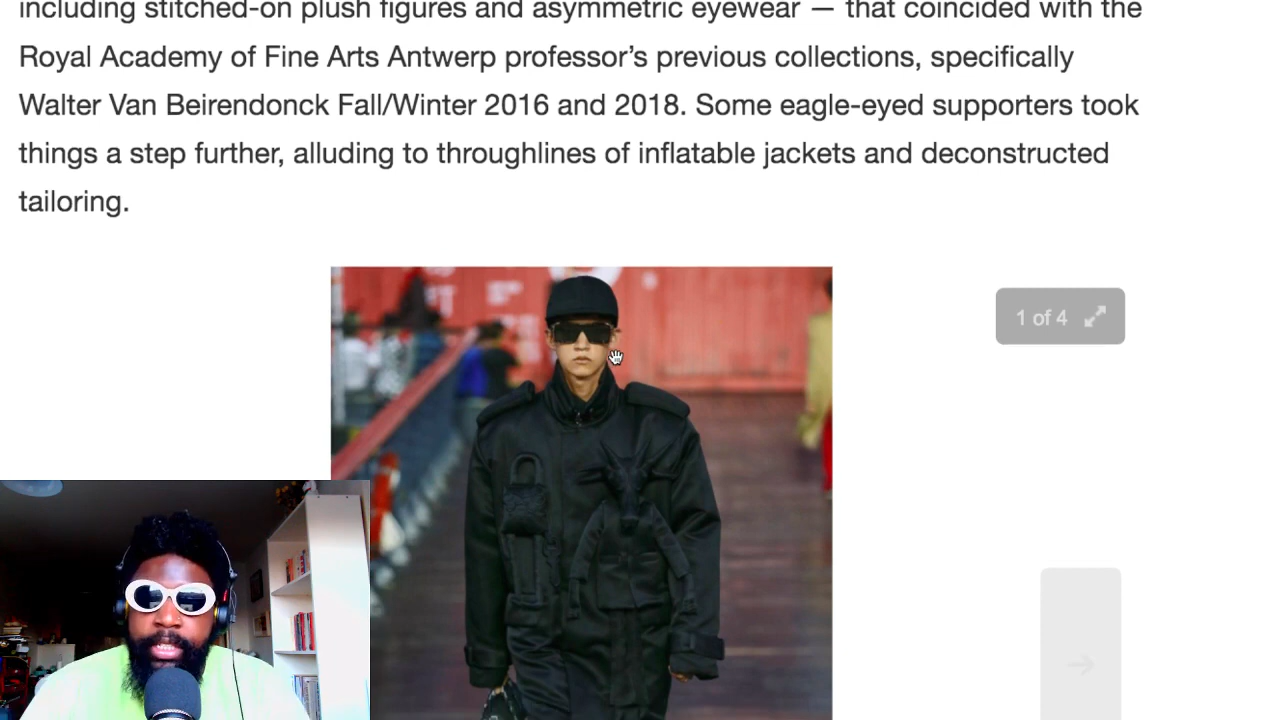 including stitched-on plush figures and asymmetric eyewear — that coincided with the
Royal Academy of Fine Arts Antwerp professor’s previous collections, specifically
Walter Van Beirendonck Fall/Winter 2016 and 2018. Some eagle-eyed supporters took
things a step further, alluding to throughlines of inflatable jackets and deconstructed
tailoring.
1 of 4